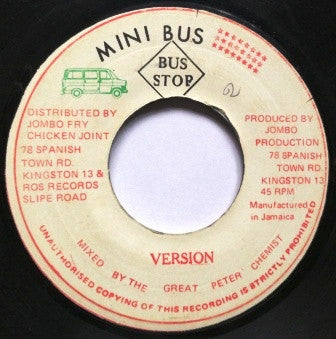 MINI BUS
BUS
STOP
DISTRIBUTED BY
JOMBO FRY
CHICKEN JOINT
78 SPANISH
TOWN RD.
KINGSTON 13 &
ROS RECORDS
SLIPE ROAD
PRODUCED BY
JOMBO
PRODUCTION
78 SPANISH
TOWN RD.
KINGSTON 13
45 RPM
Manufactured
in Jamaica
VERSION
MIXED BY THE GREAT PETER CHEMIST
UNAUTHORISED COPYING OF THIS RECORDING IS STRICTLY PROHIBITED